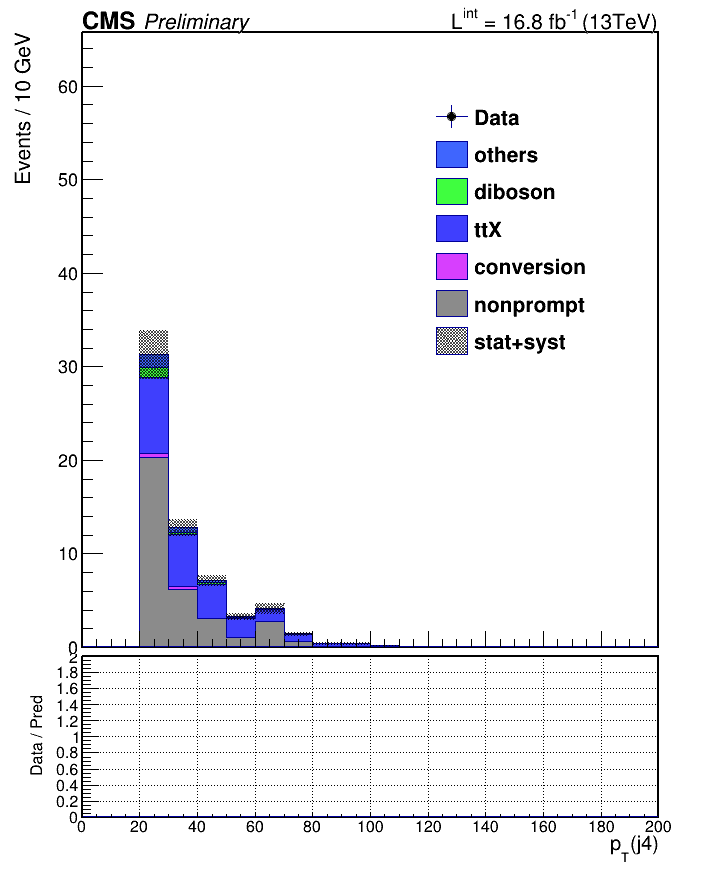 CMS Preliminary L^int = 16.8 fb^-1 (13TeV)
Events / 10 GeV
60
50
40
30
20
10
0
Data
others
diboson
ttX
conversion
nonprompt
stat+syst
Data / Pred
2
1.8
1.6
1.4
1.2
1
0.8
0.6
0.4
0.2
0
0 20 40 60 80 100 120 140 160 180 200
p_T(j4)